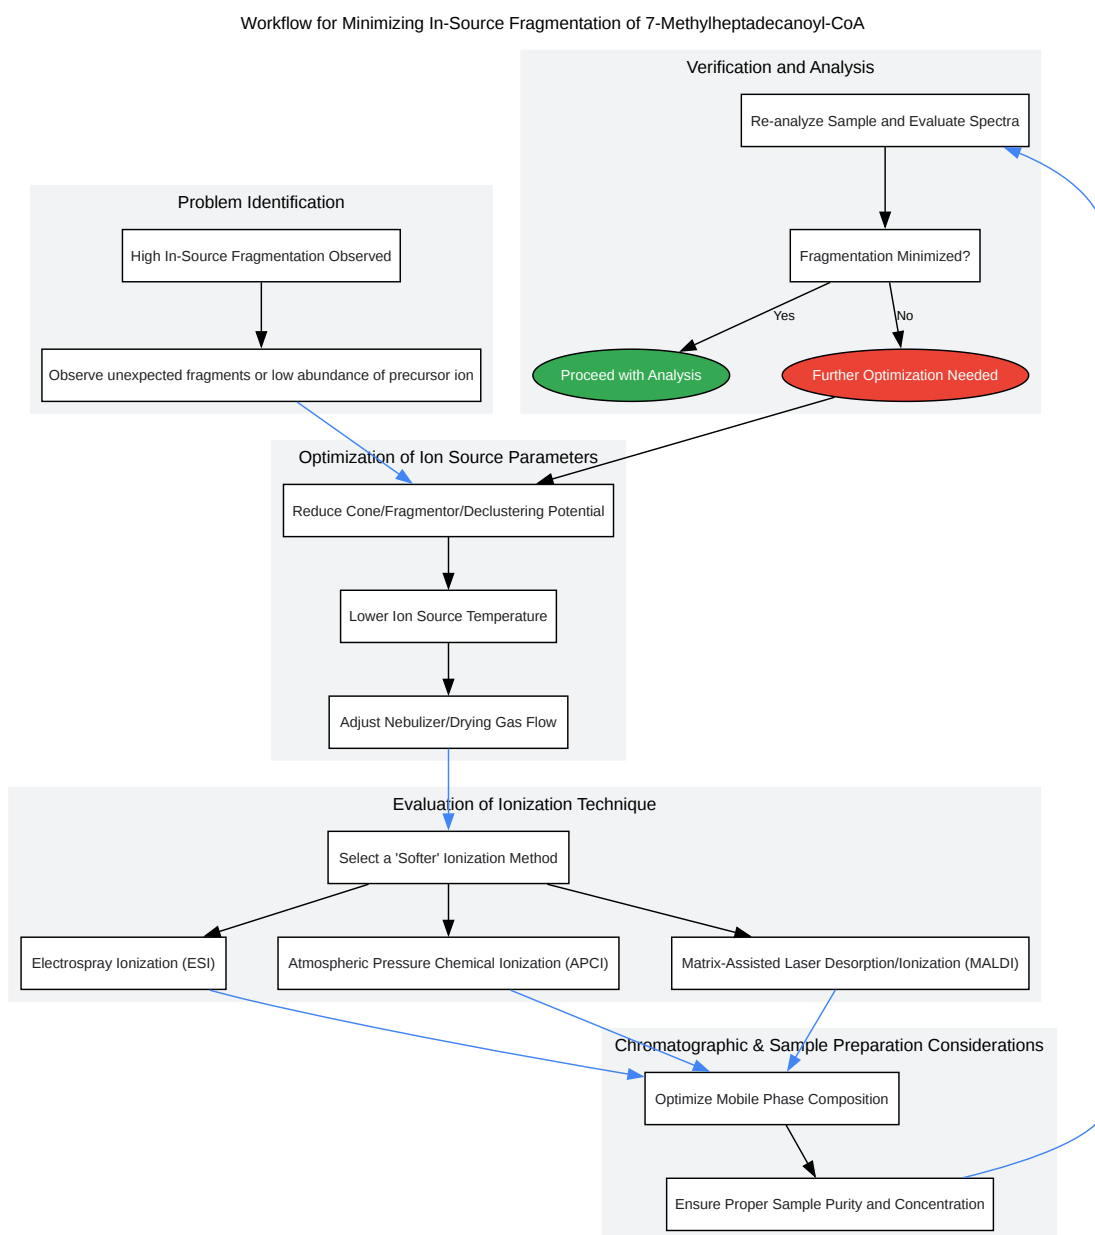 Workflow for Minimizing In-Source Fragmentation of 7-Methylheptadecanoyl-CoA
Verification and Analysis
Re-analyze Sample and Evaluate Spectra
Problem Identification
High In-Source Fragmentation Observed
Fragmentation Minimized?
Yes
No
Observe unexpected fragments or low abundance of precursor ion
Proceed with Analysis
Further Optimization Needed
Optimization of Ion Source Parameters
Reduce Cone/Fragmentor/Declustering Potential
Lower Ion Source Temperature
Adjust Nebulizer/Drying Gas Flow
Evaluation of Ionization Technique
Select a 'Softer' Ionization Method
Electrospray Ionization (ESI)
Atmospheric Pressure Chemical Ionization (APCI)
Matrix-Assisted Laser Desorption/Ionization (MALDI)
Chromatographic & Sample Preparation Considerations
Optimize Mobile Phase Composition
Ensure Proper Sample Purity and Concentration